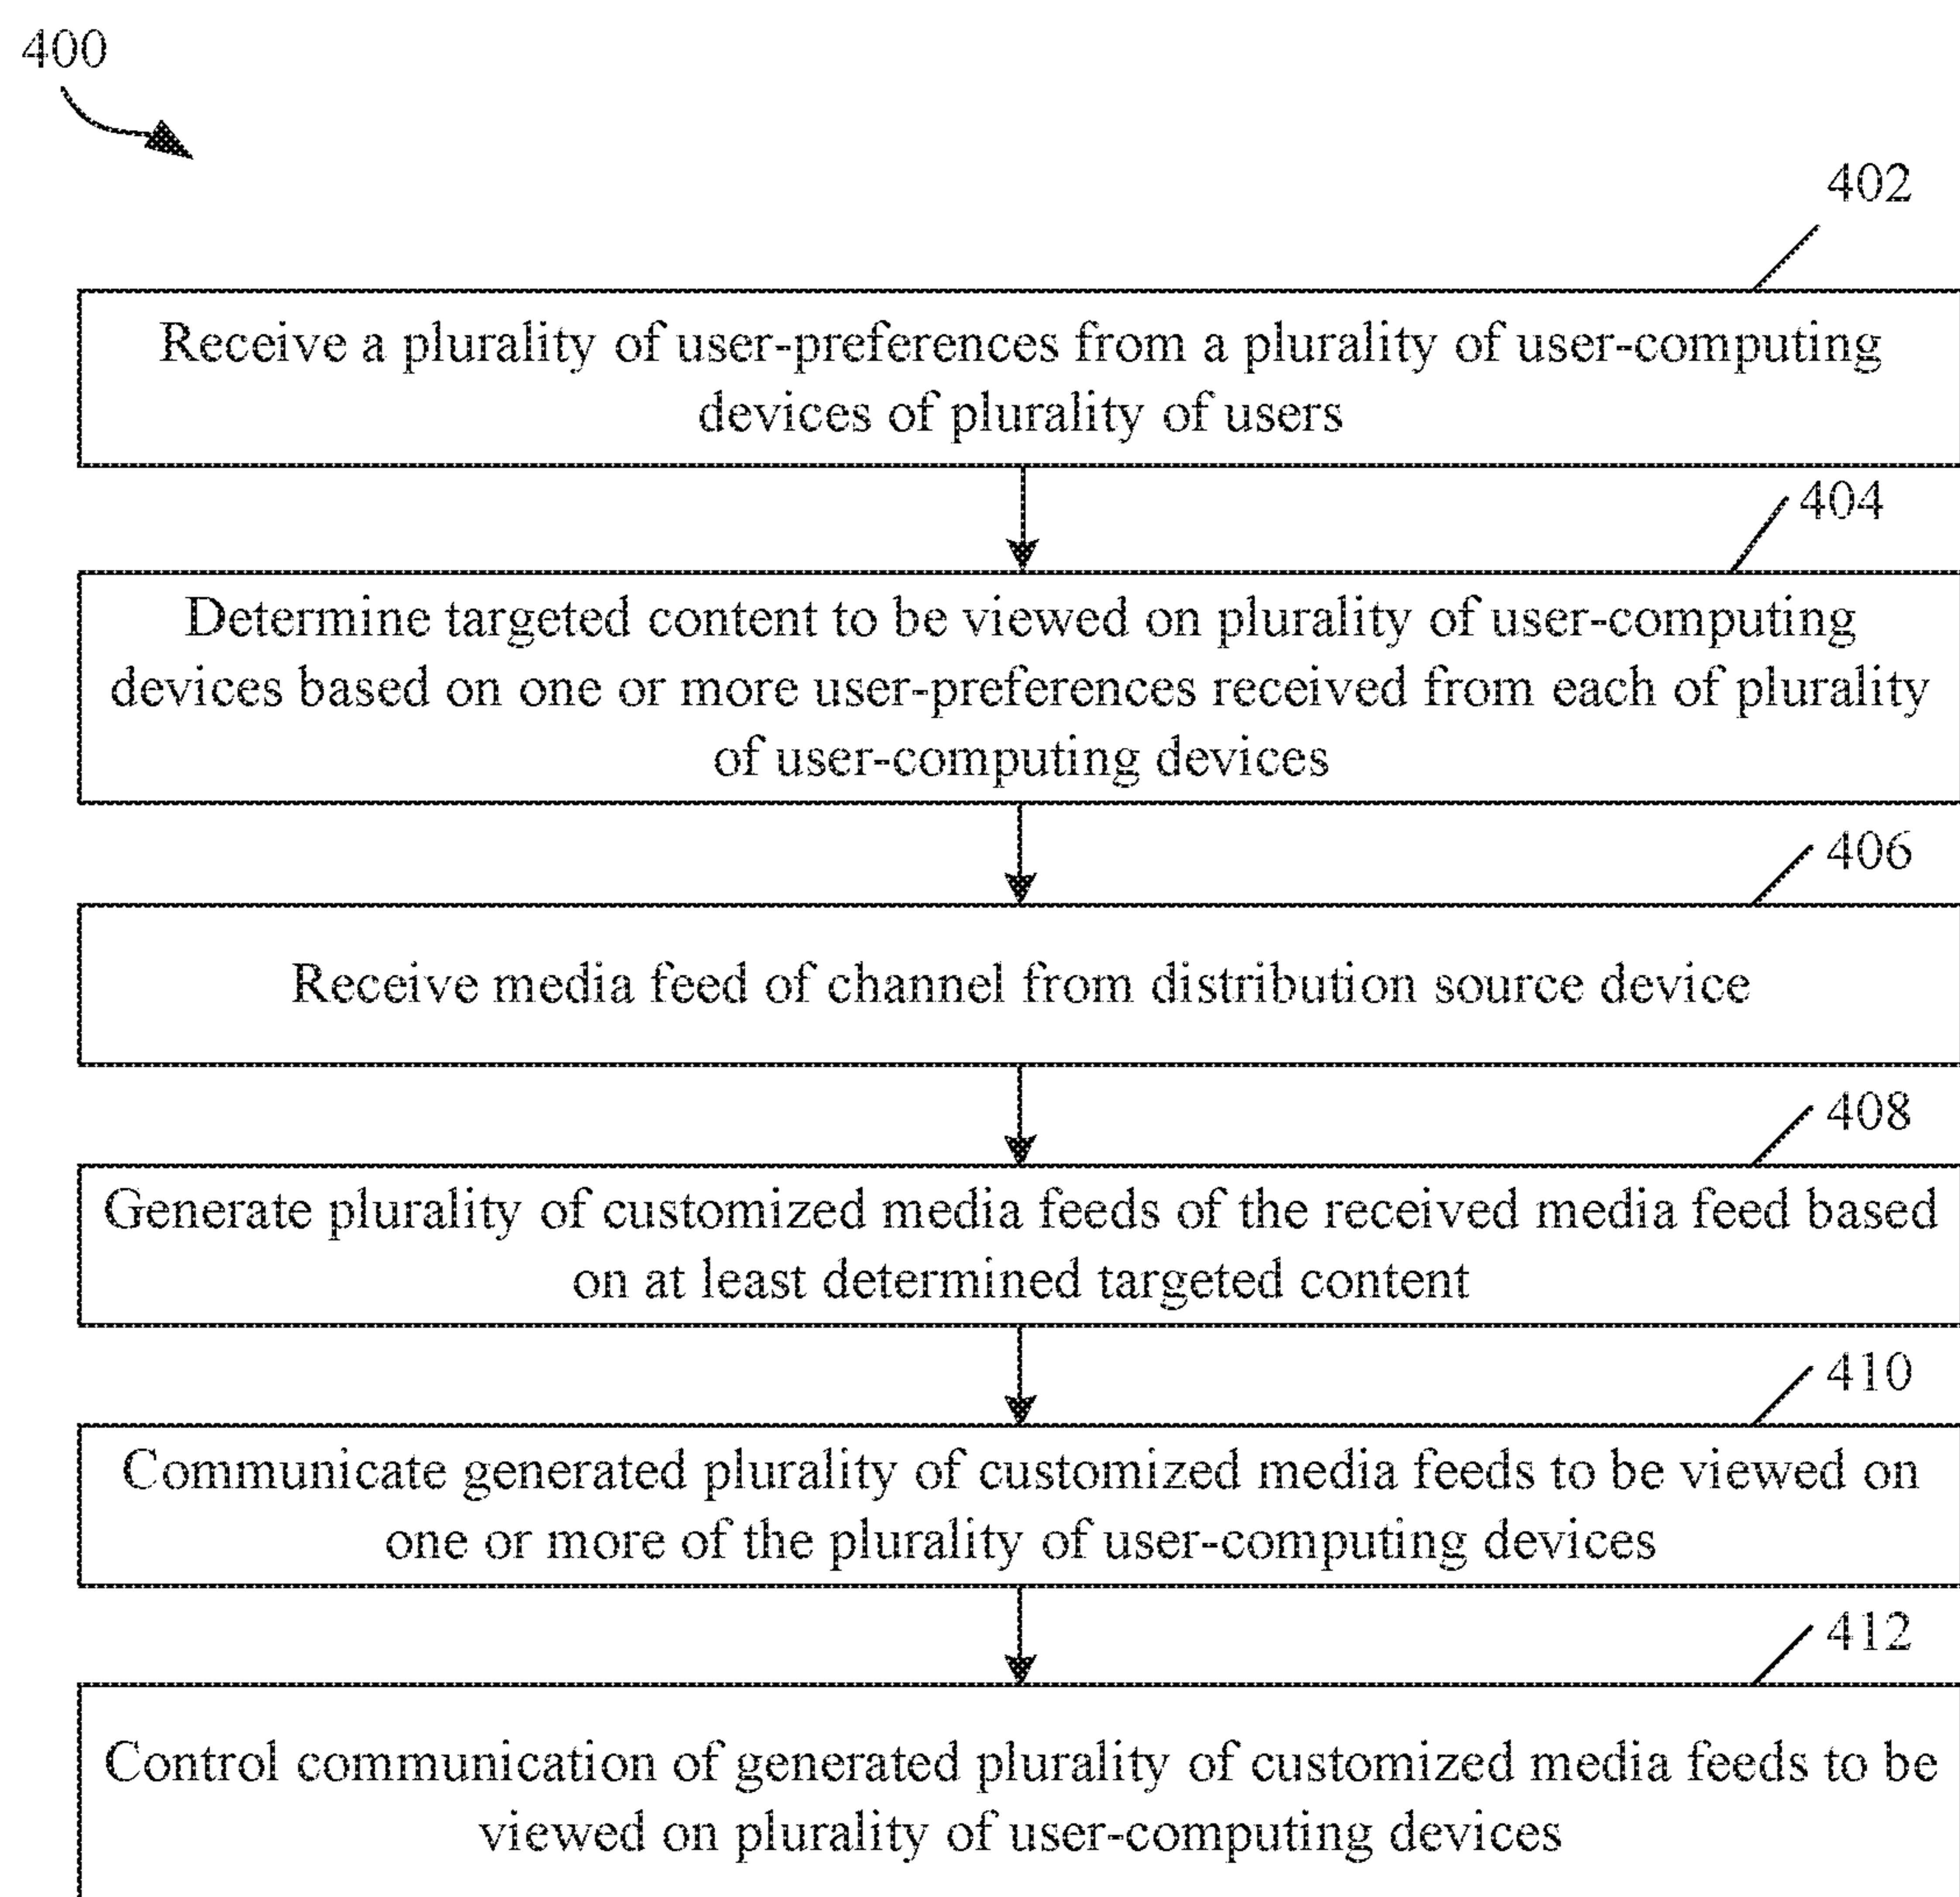 400
402
Receive a plurality of user-preferences from a plurality of user-computing
devices of plurality of users
404
Determine targeted content to be viewed on plurality of user-computing
devices based on one or more user-preferences received from each of plurality
of user-computing devices
406
Receive media feed of channel from distribution source device
408
Generate plurality of customized media feeds of the received media feed based
on at least determined targeted content
410
Communicate generated plurality of customized media feeds to be viewed on
one or more of the plurality of user-computing devices
412
Control communication of generated plurality of customized media feeds to be
viewed on plurality of user-computing devices